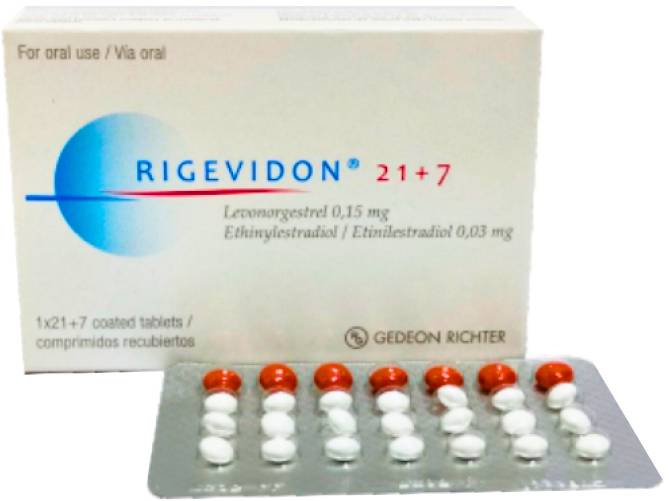 For oral use / Vía oral
RIGEVIDON® 21+7
Levonorgestrel 0,15 mg
Ethinylestradiol / Etinilestradiol 0,03 mg
1x21+7 coated tablets /
comprimidos recubiertos
GEDEON RICHTER